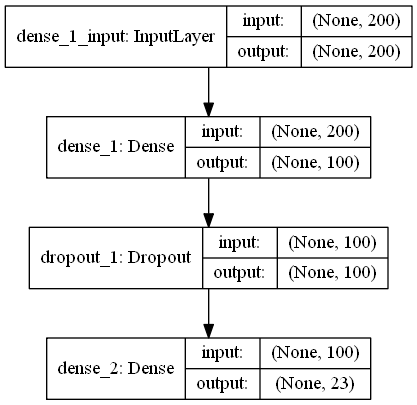 dense_1_input: InputLayer
input: (None, 200)
output: (None, 200)
dense_1: Dense
input: (None, 200)
output: (None, 100)
dropout_1: Dropout
input: (None, 100)
output: (None, 100)
dense_2: Dense
input: (None, 100)
output: (None, 23)